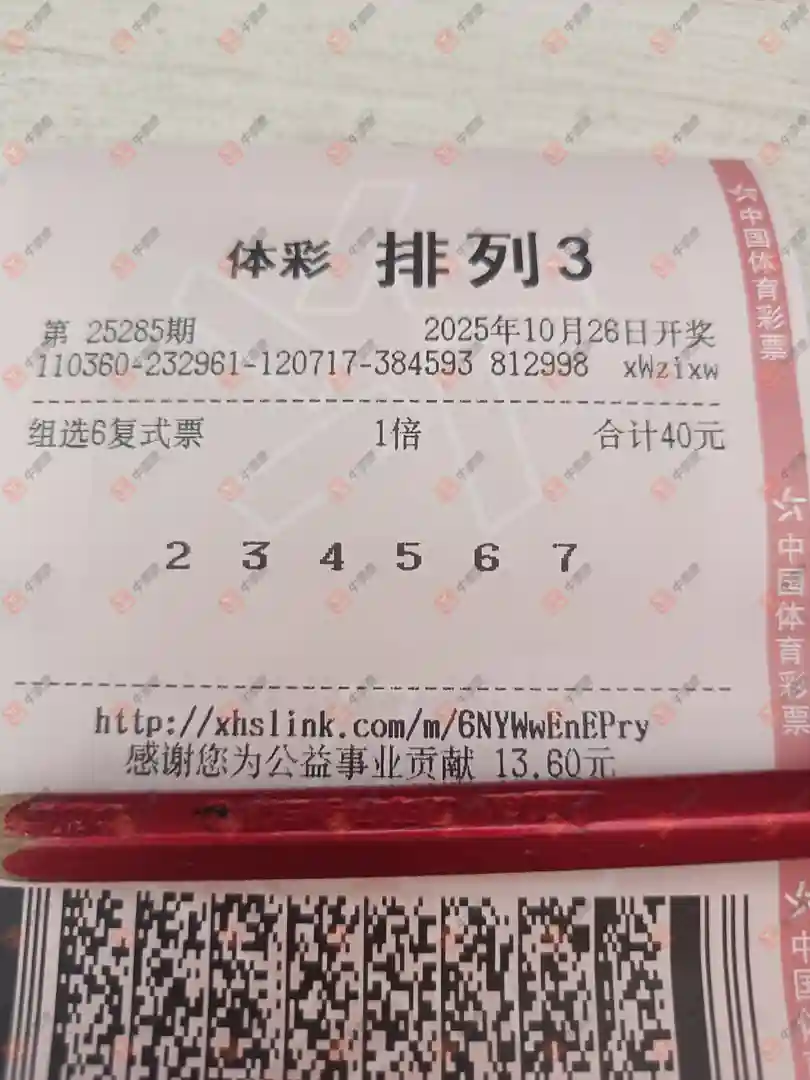 体彩 排列3
第 25285期 2025年10月26日开奖
110360-232961-120717-384593 812998 xWzixw
组选6复式票 1倍 合计40元
2 3 4 5 6 7
http://xhslink.com/m/6NYWwEnEPry
感谢您为公益事业贡献 13.60元
中国体育彩票
中国体育彩票
中国